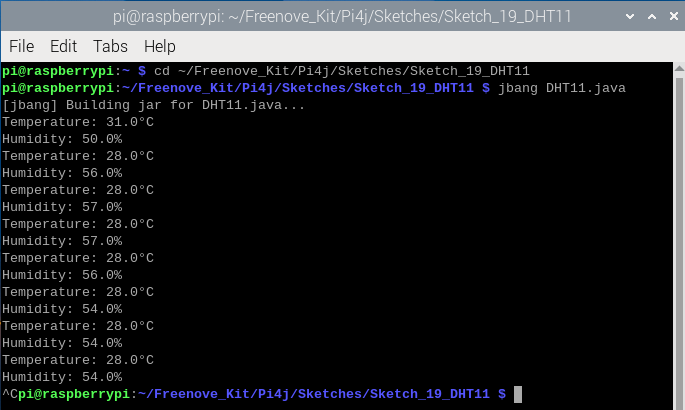 pi@raspberrypi: ~/Freenove_Kit/Pi4j/Sketches/Sketch_19_DHT11
File Edit Tabs Help
pi@raspberrypi:~ $ cd ~/Freenove_Kit/Pi4j/Sketches/Sketch_19_DHT11
pi@raspberrypi:~/Freenove_Kit/Pi4j/Sketches/Sketch_19_DHT11 $ jbang DHT11.java
[jbang] Building jar for DHT11.java...
Temperature: 31.0°C
Humidity: 50.0%
Temperature: 28.0°C
Humidity: 56.0%
Temperature: 28.0°C
Humidity: 57.0%
Temperature: 28.0°C
Humidity: 57.0%
Temperature: 28.0°C
Humidity: 56.0%
Temperature: 28.0°C
Humidity: 54.0%
Temperature: 28.0°C
Humidity: 54.0%
Temperature: 28.0°C
Humidity: 54.0%
^Cpi@raspberrypi:~/Freenove_Kit/Pi4j/Sketches/Sketch_19_DHT11 $